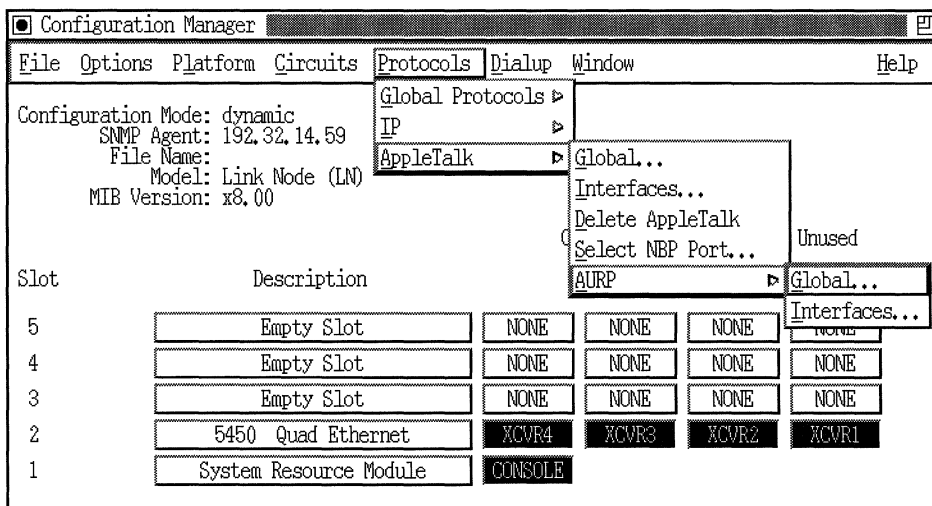 Configuration Manager
File Options Platform Circuits Protocols Dialup Window Help
Global Protocols
IP
AppleTalk
Configuration Mode: dynamic
SNMP Agent: 192.32.14.59
File Name:
Model: Link Node (LN)
MIB Version: x8.00
Global...
Interfaces...
Delete AppleTalk
Select NBP Port...
AURP
Unused
Global...
Interfaces...
Slot Description
5 Empty Slot NONE NONE NONE NONE
4 Empty Slot NONE NONE NONE NONE
3 Empty Slot NONE NONE NONE NONE
2 5450 Quad Ethernet XCVR4 XCVR3 XCVR2 XCVR1
1 System Resource Module CONSOLE